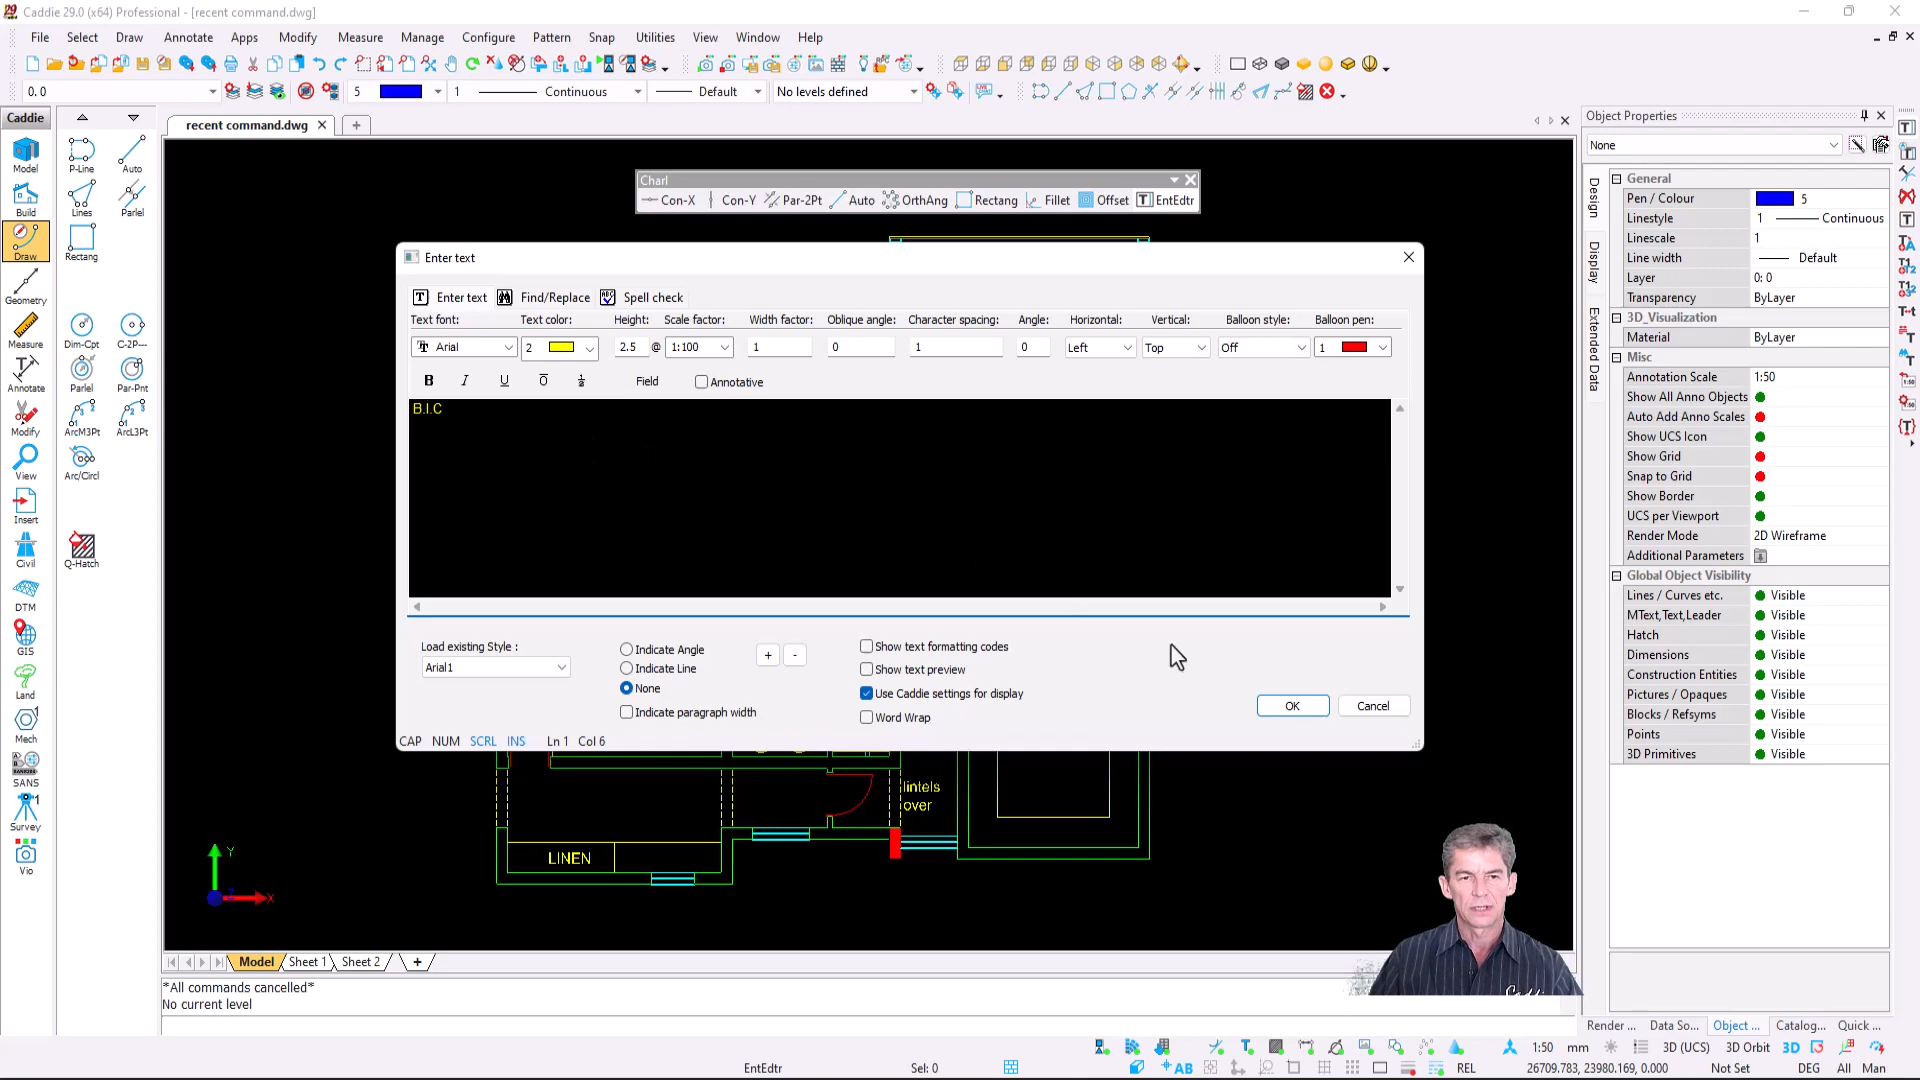 29 Caddie 29.0 (x64) Professional - [recent command.dwg]
File Select Draw Annotate Apps Modify Measure Manage Configure Pattern Snap Utilities View Window Help
0. 0 5 1 Continuous Default No levels defined
Caddie recent command.dwg
Model P-Line Auto
Build Lines Parlel
Draw Rectang
Geometry
Measure Dim-Cpt C-2P---
Annotate Parlel Par-Pnt
Modify ArcM3Pt ArcL3Pt
View Arc/Circl
Insert
Civil Q-Hatch
DTM
GIS
Land
Mech
SANS
Survey
Vio
Charl
Con-X Con-Y Par-2Pt Auto OrthAng Rectang Fillet Offset EntEdtr
Enter text
Enter text Find/Replace Spell check
Text font: Text color: Height: Scale factor: Width factor: Oblique angle: Character spacing: Angle: Horizontal: Vertical: Balloon style: Balloon pen:
Arial 2 2.5 @ 1:100 1 0 1 0 Left Top Off 1
B I U O Field Annotative
B.I.C
Load existing Style :
Arial1
Indicate Angle
Indicate Line
None
Indicate paragraph width
+ -
Show text formatting codes
Show text preview
Use Caddie settings for display
Word Wrap
OK Cancel
CAP NUM SCRL INS Ln 1 Col 6
lintels
over
LINEN
Y
Z
X
Model Sheet 1 Sheet 2 +
*All commands cancelled*
No current level
Object Properties
None
Design
Display
Extended Data
General
Pen / Colour 5
Linestyle 1 Continuous
Linescale 1
Line width Default
Layer 0: 0
Transparency ByLayer
3D_Visualization
Material ByLayer
Misc
Annotation Scale 1:50
Show All Anno Objects
Auto Add Anno Scales
Show UCS Icon
Show Grid
Snap to Grid
Show Border
UCS per Viewport
Render Mode 2D Wireframe
Additional Parameters
Global Object Visibility
Lines / Curves etc. Visible
MText,Text,Leader Visible
Hatch Visible
Dimensions Visible
Construction Entities Visible
Pictures / Opaques Visible
Blocks / Refsyms Visible
Points Visible
3D Primitives Visible
Render ... Data So... Object ... Catalog... Quick ...
1:50 mm 3D (UCS) 3D Orbit 3D
EntEdtr Sel: 0 AB REL 26709.783, 23980.169, 0.000 Not Set DEG All Man